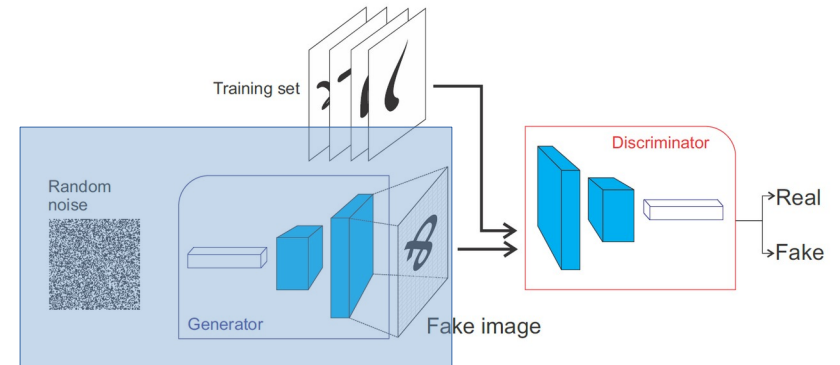 Training set
Random
noise
Generator
Fake image
Discriminator
Real
Fake